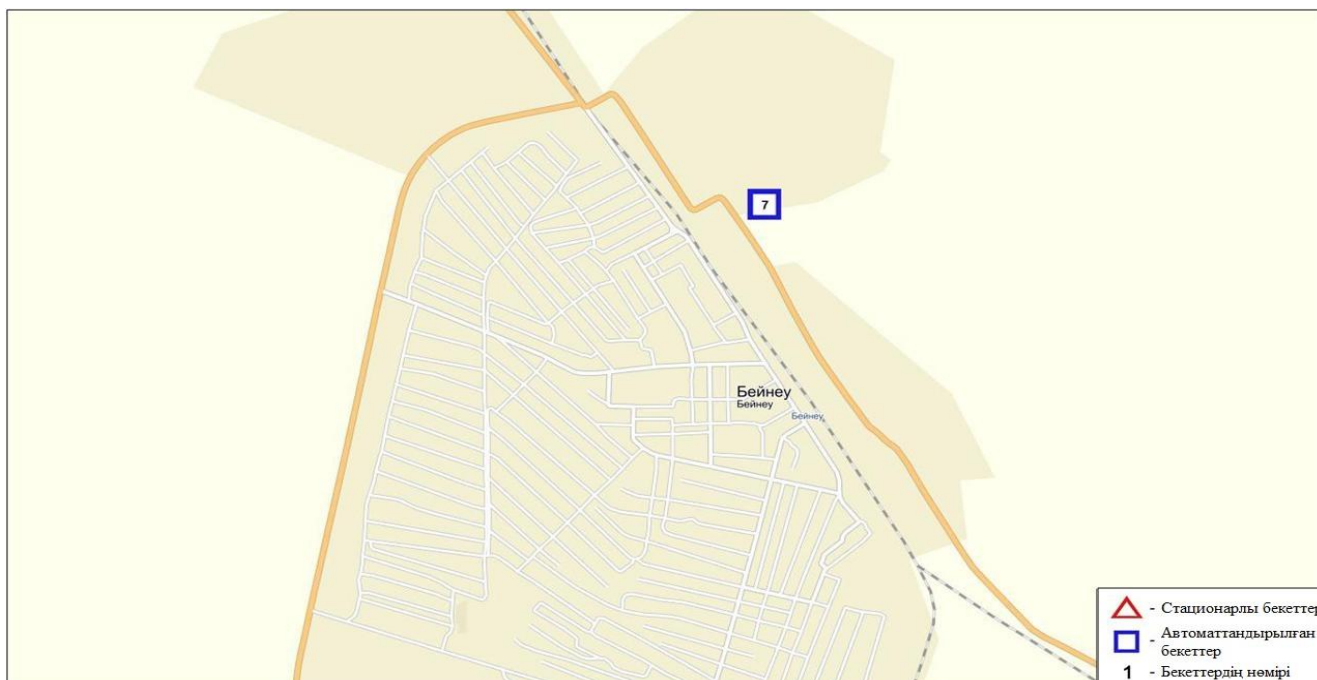 7
Бейнеу
Бейнеу
Бейнеу
- Стационарлы бекеттер
- Автоматтандырылған
бекеттер
1 - Бекеттердің нөмірі